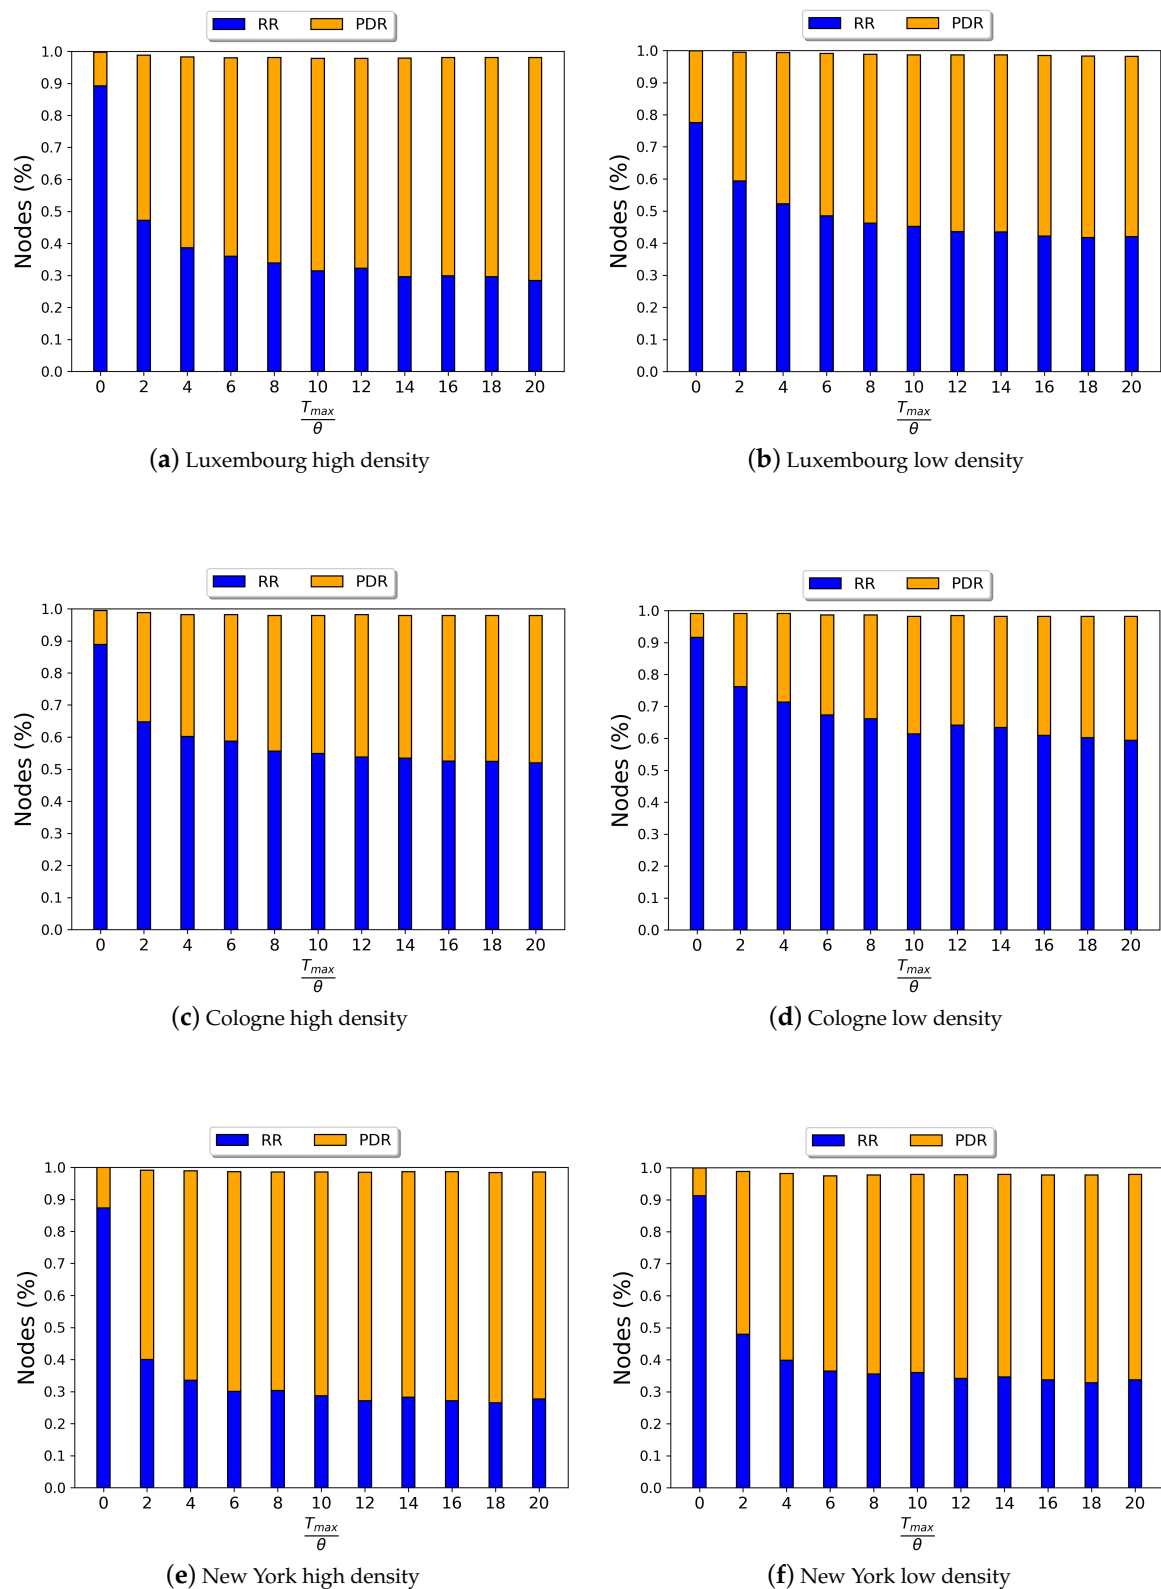 RR PDR
1.0
0.9
0.8
0.7
0.6
0.5
0.4
0.3
0.2
0.1
0.0
Nodes (%)
0 2 4 6 8 10 12 14 16 18 20
T_max
θ
(a) Luxembourg high density
RR PDR
1.0
0.9
0.8
0.7
0.6
0.5
0.4
0.3
0.2
0.1
0.0
Nodes (%)
0 2 4 6 8 10 12 14 16 18 20
T_max
θ
(b) Luxembourg low density
RR PDR
1.0
0.9
0.8
0.7
0.6
0.5
0.4
0.3
0.2
0.1
0.0
Nodes (%)
0 2 4 6 8 10 12 14 16 18 20
T_max
θ
(c) Cologne high density
RR PDR
1.0
0.9
0.8
0.7
0.6
0.5
0.4
0.3
0.2
0.1
0.0
Nodes (%)
0 2 4 6 8 10 12 14 16 18 20
T_max
θ
(d) Cologne low density
RR PDR
1.0
0.9
0.8
0.7
0.6
0.5
0.4
0.3
0.2
0.1
0.0
Nodes (%)
0 2 4 6 8 10 12 14 16 18 20
T_max
θ
(e) New York high density
RR PDR
1.0
0.9
0.8
0.7
0.6
0.5
0.4
0.3
0.2
0.1
0.0
Nodes (%)
0 2 4 6 8 10 12 14 16 18 20
T_max
θ
(f) New York low density